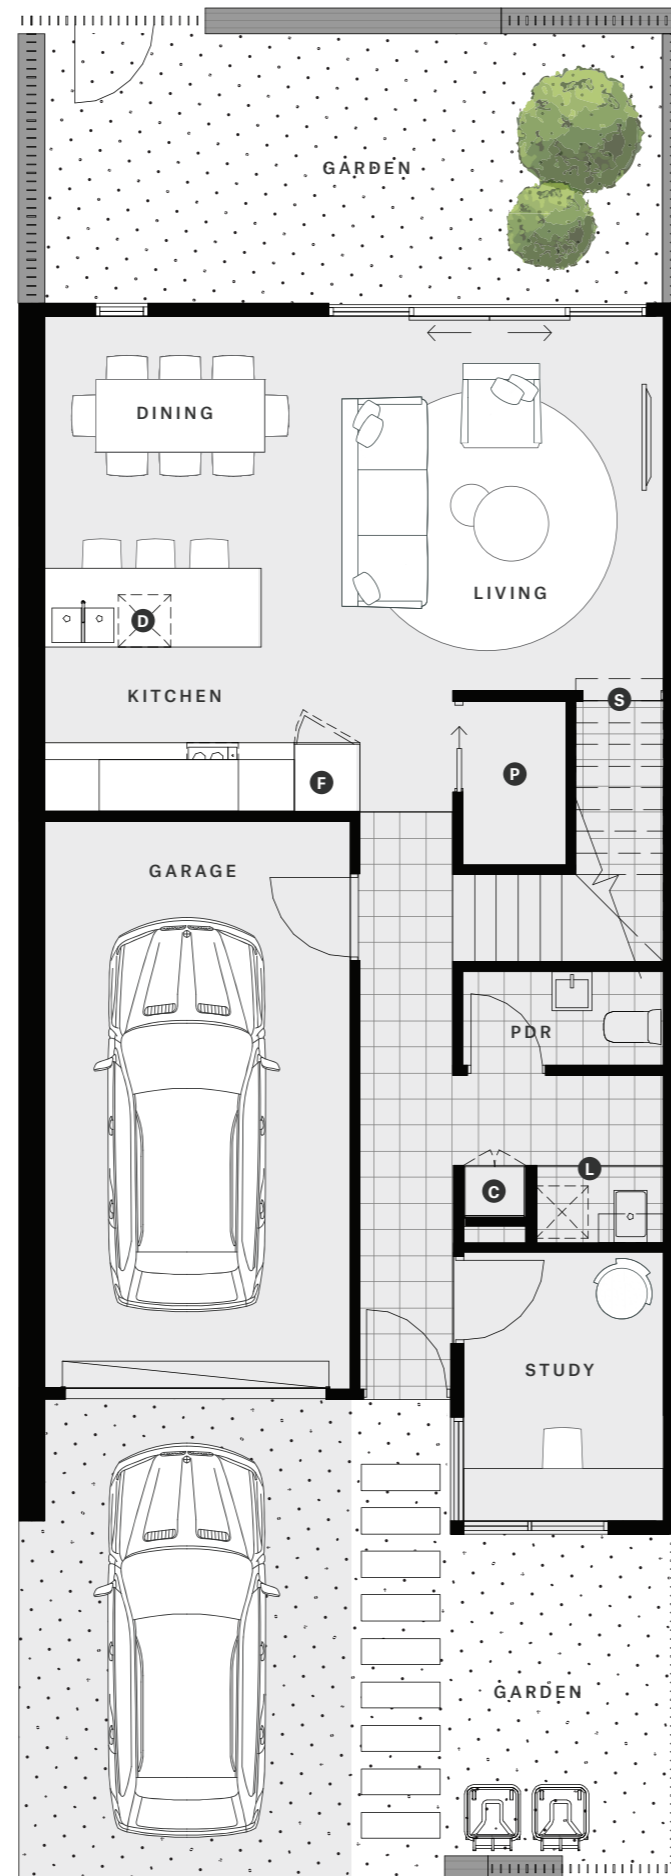 GARDEN
DINING
LIVING
D
KITCHEN
S
P
F
GARAGE
PDR
L
C
STUDY
GARDEN